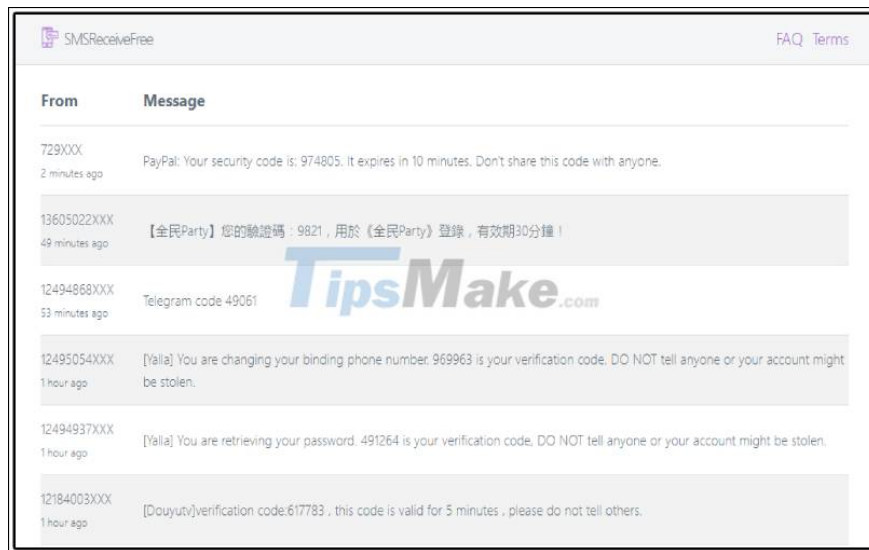 SMSReceiveFree
FAQ Terms
From Message
729XXX
2 minutes ago
PayPal: Your security code is: 974805. It expires in 10 minutes. Don't share this code with anyone.
13605022XXX
49 minutes ago
【全民Party】您的驗證碼：9821，用於《全民Party》登錄，有效期30分鐘！
TipsMake.com
12494868XXX
53 minutes ago
Telegram code 49061
12495054XXX
1 hour ago
[Yalla] You are changing your binding phone number. 969963 is your verification code, DO NOT tell anyone or your account might
be stolen.
12494937XXX
1 hour ago
[Yalla] You are retrieving your password. 491264 is your verification code, DO NOT tell anyone or your account might be stolen.
12184003XXX
1 hour ago
[Douyutv]verification code:617783 , this code is valid for 5 minutes , please do not tell others.